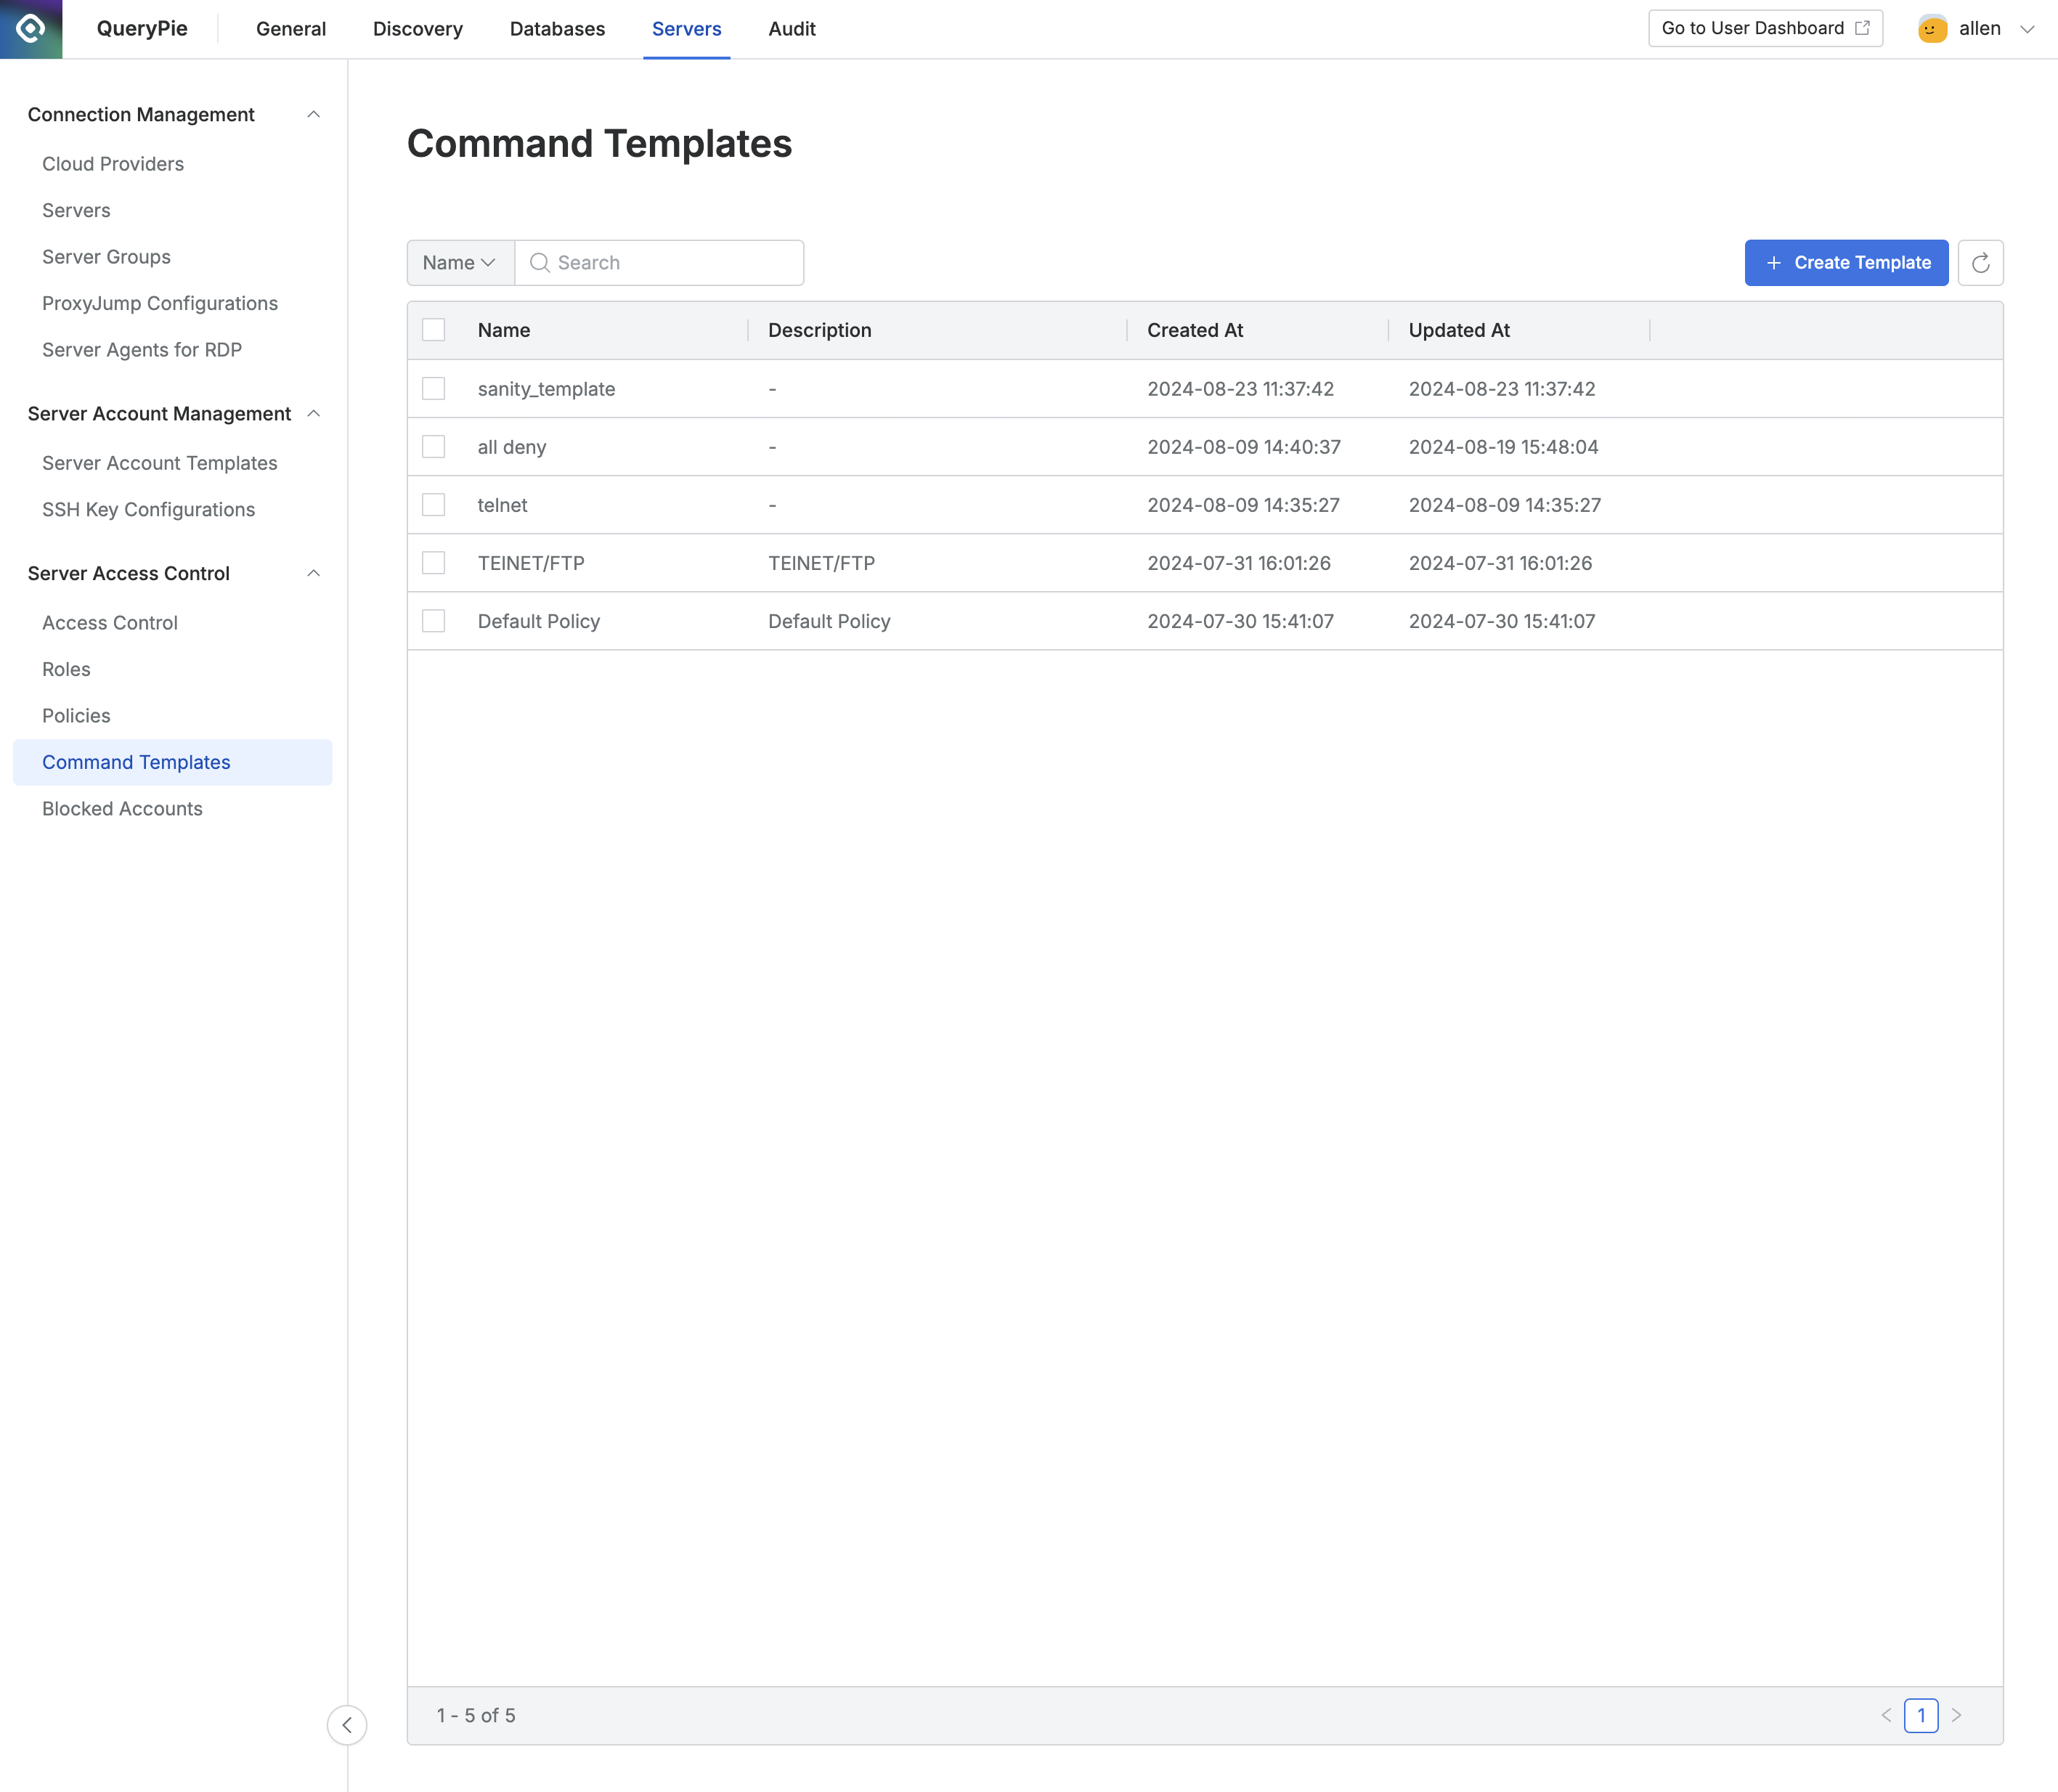 QueryPie
General
Discovery
Databases
Servers
Audit
Go to User Dashboard
allen
Connection Management
Cloud Providers
Servers
Server Groups
ProxyJump Configurations
Server Agents for RDP
Server Account Management
Server Account Templates
SSH Key Configurations
Server Access Control
Access Control
Roles
Policies
Command Templates
Blocked Accounts
Command Templates
Name
Search
Create Template
Name Description Created At Updated At
sanity_template - 2024-08-23 11:37:42 2024-08-23 11:37:42
all deny - 2024-08-09 14:40:37 2024-08-19 15:48:04
telnet - 2024-08-09 14:35:27 2024-08-09 14:35:27
TEINET/FTP TEINET/FTP 2024-07-31 16:01:26 2024-07-31 16:01:26
Default Policy Default Policy 2024-07-30 15:41:07 2024-07-30 15:41:07
1 - 5 of 5
1